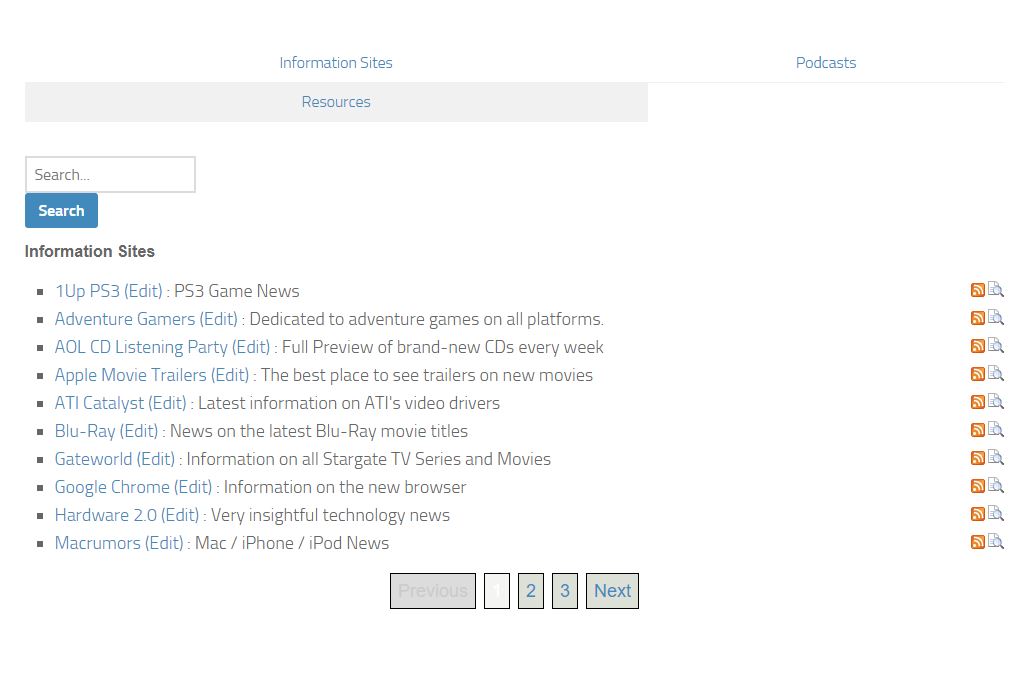 Information Sites Podcasts
Resources
Search...
Search
Information Sites
1Up PS3 (Edit) : PS3 Game News
Adventure Gamers (Edit) : Dedicated to adventure games on all platforms.
AOL CD Listening Party (Edit) : Full Preview of brand-new CDs every week
Apple Movie Trailers (Edit) : The best place to see trailers on new movies
ATI Catalyst (Edit) : Latest information on ATI's video drivers
Blu-Ray (Edit) : News on the latest Blu-Ray movie titles
Gateworld (Edit) : Information on all Stargate TV Series and Movies
Google Chrome (Edit) : Information on the new browser
Hardware 2.0 (Edit) : Very insightful technology news
Macrumors (Edit) : Mac / iPhone / iPod News
Previous 1 2 3 Next